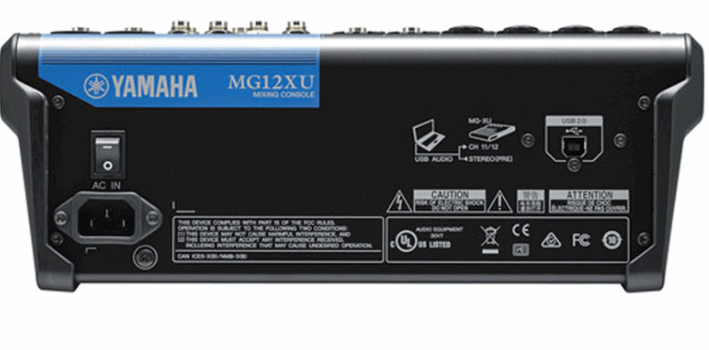 YAMAHA
MG12XU
MIXING CONSOLE
MG-XU
CH 11/12
USB AUDIO
STEREO(PRE)
USB 2.0
AC IN
CAUTION
RISK OF ELECTRIC SHOCK
DO NOT OPEN
ATTENTION
RISQUE DE CHOC
ÉLECTRIQUE-NE PAS OUVRIR.
THIS DEVICE COMPLIES WITH PART 15 OF THE FCC RULES.
OPERATION IS SUBJECT TO THE FOLLOWING TWO CONDITIONS:
(1) THIS DEVICE MAY NOT CAUSE HARMFUL INTERFERENCE, AND
(2) THIS DEVICE MUST ACCEPT ANY INTERFERENCE RECEIVED,
INCLUDING INTERFERENCE THAT MAY CAUSE UNDESIRED OPERATION.
CAN ICES-3(B)/NMB-3(B)
AUDIO EQUIPMENT
30VT
C UL US LISTED
CE
FC
10